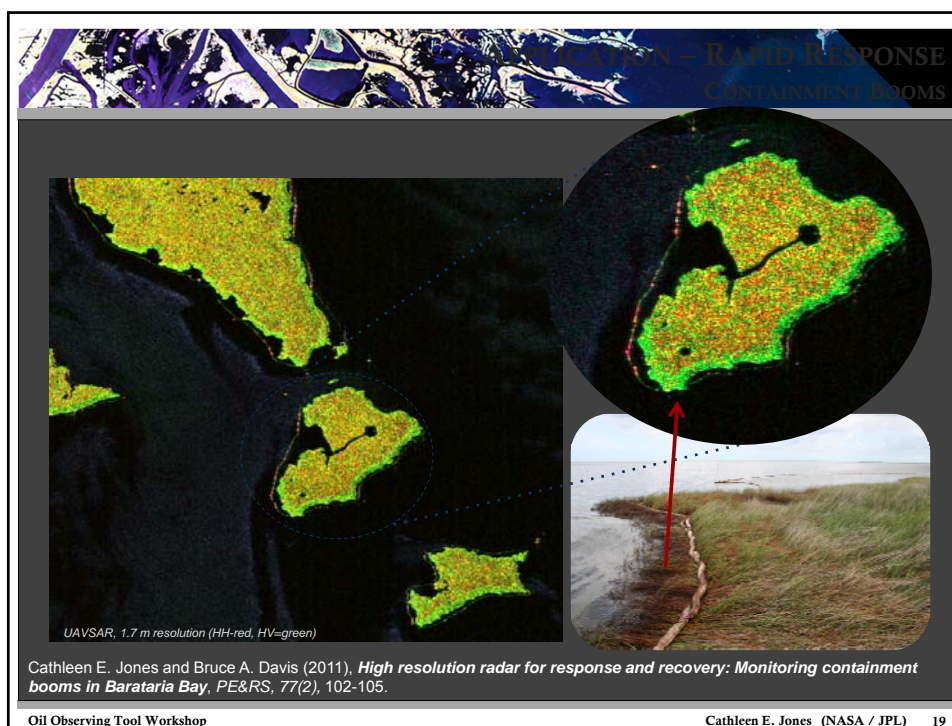 APPLICATION – RAPID RESPONSE
CONTAINMENT BOOMS
UAVSAR, 1.7 m resolution (HH-red, HV=green)
Cathleen E. Jones and Bruce A. Davis (2011), High resolution radar for response and recovery: Monitoring containment
booms in Barataria Bay, PE&RS, 77(2), 102-105.
Oil Observing Tool Workshop
Cathleen E. Jones (NASA / JPL) 19